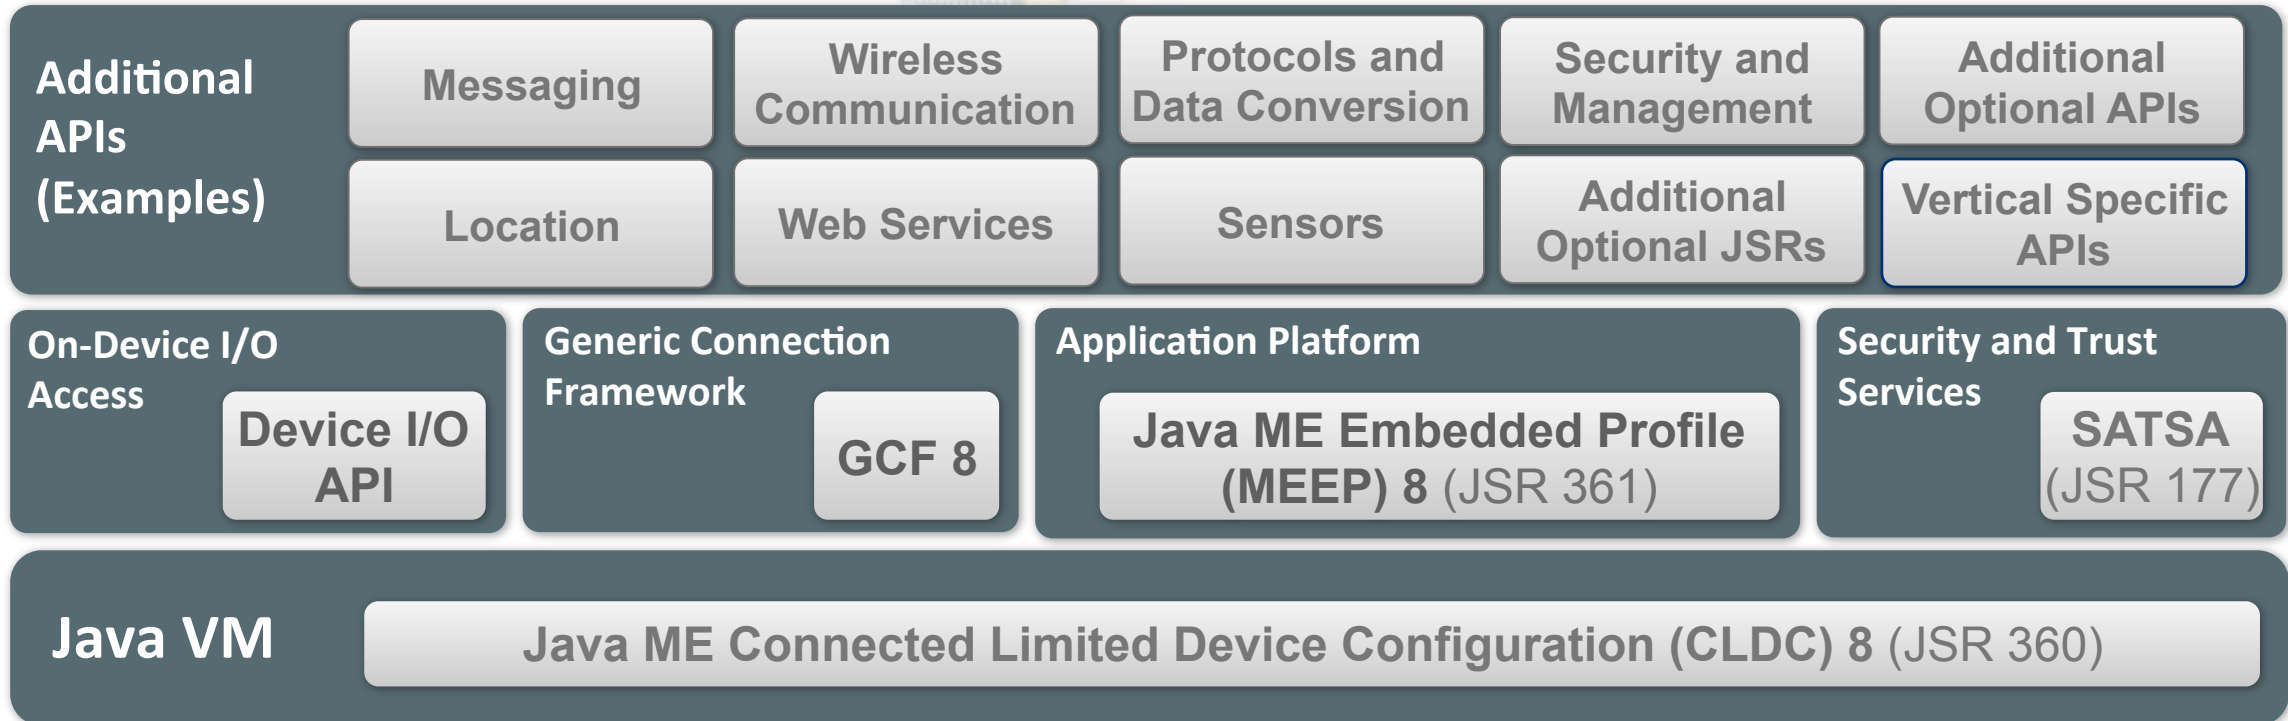 Additional
APIs
(Examples)
Messaging
Wireless
Communication
Protocols and
Data Conversion
Security and
Management
Additional
Optional APIs
Location
Web Services
Sensors
Additional
Optional JSRs
Vertical Specific
APIs
On-Device I/O
Access
Device I/O
API
Generic Connection
Framework
GCF 8
Application Platform
Java ME Embedded Profile
(MEEP) 8 (JSR 361)
Security and Trust
Services
SATSA
(JSR 177)
Java VM
Java ME Connected Limited Device Configuration (CLDC) 8 (JSR 360)